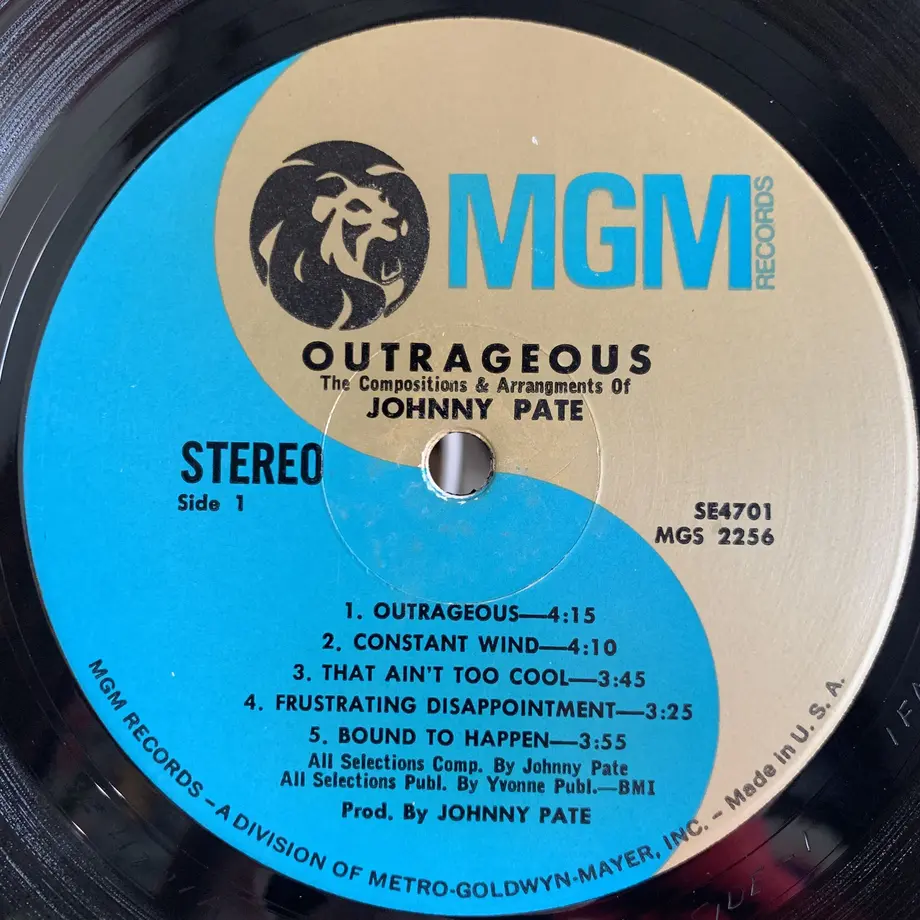 MGM
RECORDS
OUTRAGEOUS
The Compositions & Arrangments Of
JOHNNY PATE
STEREO
Side 1
SE4701
MGS 2256
1. OUTRAGEOUS—4:15
2. CONSTANT WIND—4:10
3. THAT AIN'T TOO COOL—3:45
4. FRUSTRATING DISAPPOINTMENT—3:25
5. BOUND TO HAPPEN—3:55
All Selections Comp. By Johnny Pate
All Selections Publ. By Yvonne Publ.—BMI
Prod. By JOHNNY PATE
MGM RECORDS – A DIVISION OF METRO-GOLDWYN-MAYER, INC. – Made in U. S. A.